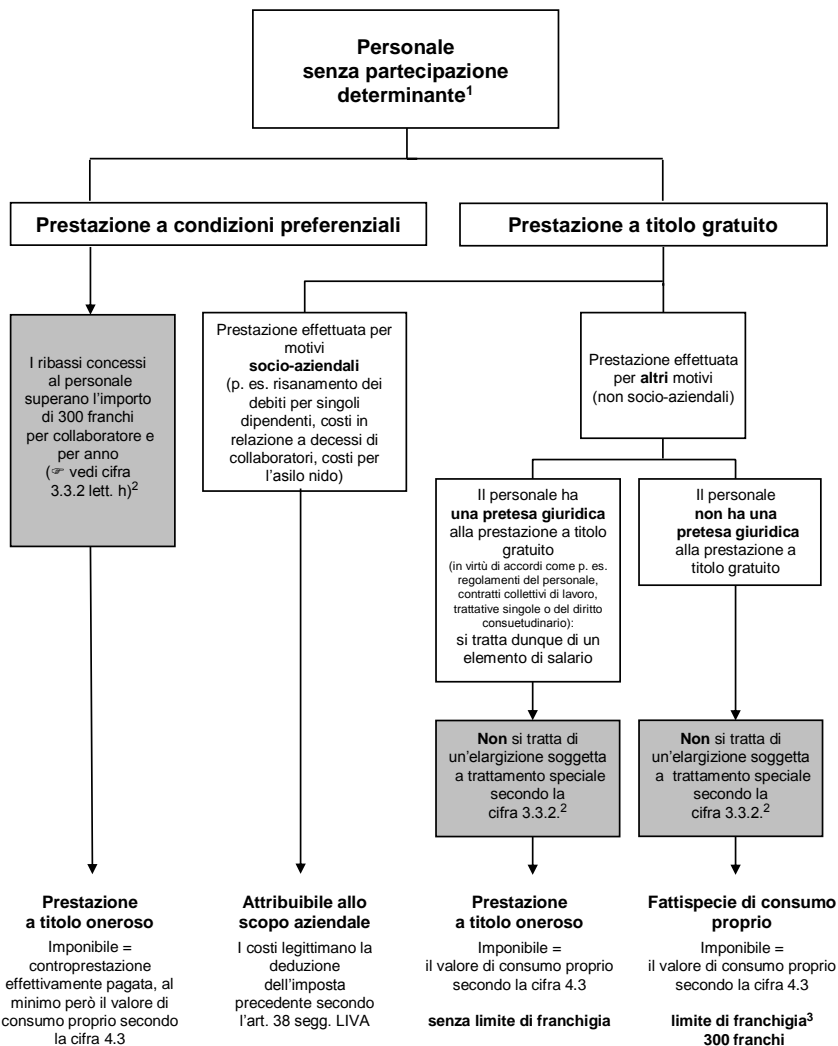 Personale
senza partecipazione
determinante1
Prestazione a condizioni preferenziali
Prestazione a titolo gratuito
I ribassi concessi
al personale
superano l'importo
di 300 franchi
per collaboratore e
per anno
(☞ vedi cifra
3.3.2 lett. h)2
Prestazione effettuata per
motivi
socio-aziendali
(p. es. risanamento dei
debiti per singoli
dipendenti, costi in
relazione a decessi di
collaboratori, costi per
l'asilo nido)
Prestazione effettuata
per altri motivi
(non socio-aziendali)
Il personale ha
una pretesa giuridica
alla prestazione a titolo
gratuito
(in virtù di accordi come p. es.
regolamenti del personale,
contratti collettivi di lavoro,
trattative singole o del diritto
consuetudinario):
si tratta dunque di un
elemento di salario
Il personale
non ha una
pretesa giuridica
alla prestazione a
titolo gratuito
Non si tratta di
un'elargizione soggetta
a trattamento speciale
secondo la
cifra 3.3.2.2
Non si tratta di
un'elargizione soggetta
a trattamento speciale
secondo la
cifra 3.3.2.2
Prestazione
a titolo oneroso
Imponibile =
controprestazione
effettivamente pagata, al
minimo però il valore di
consumo proprio secondo
la cifra 4.3
Attribuibile allo
scopo aziendale
I costi legittimano la
deduzione
dell'imposta
precedente secondo
l'art. 38 segg. LIVA
Prestazione
a titolo oneroso
Imponibile =
il valore di consumo proprio
secondo la cifra 4.3
senza limite di franchigia
Fattispecie di consumo
proprio
Imponibile =
il valore di consumo proprio
secondo la cifra 4.3
limite di franchigia3
300 franchi